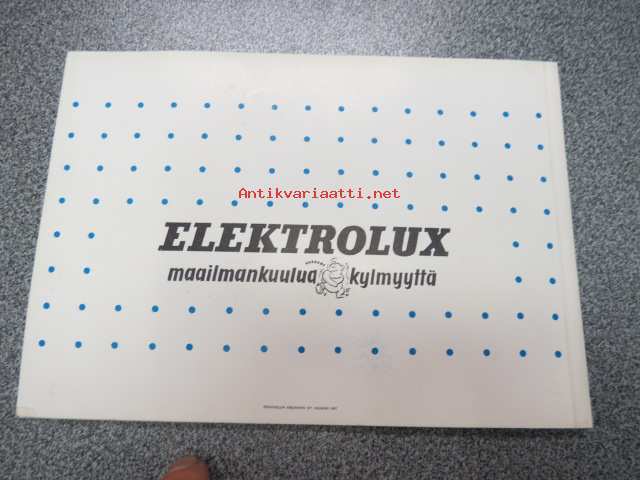 Antikvariaatti.net
ELEKTROLUX
maailmankuulua kylmyyttä